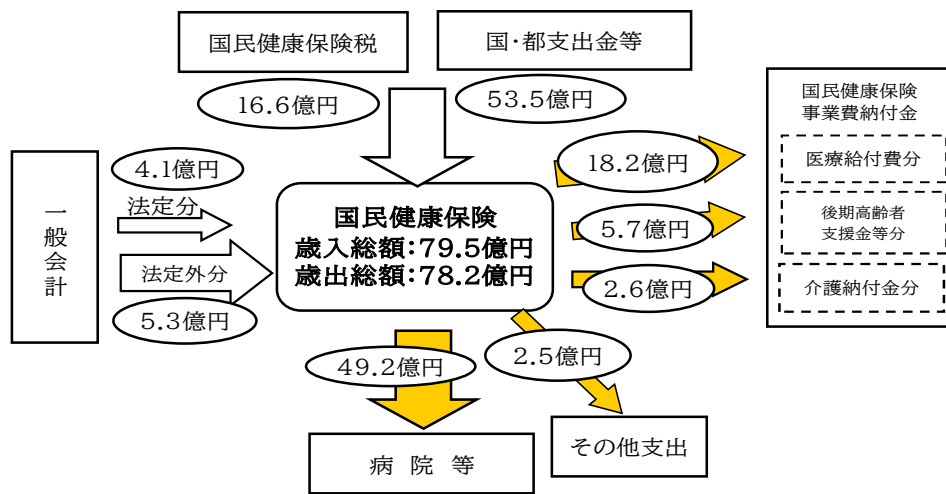 国民健康保険税
国・都支出金等
16.6億円
53.5億円
国民健康保険
事業費納付金
医療給付費分
後期高齢者
支援金等分
介護納付金分
一般会計
4.1億円
法定分
法定外分
5.3億円
国民健康保険
歳入総額：79.5億円
歳出総額：78.2億円
18.2億円
5.7億円
2.6億円
49.2億円
2.5億円
病院等
その他支出